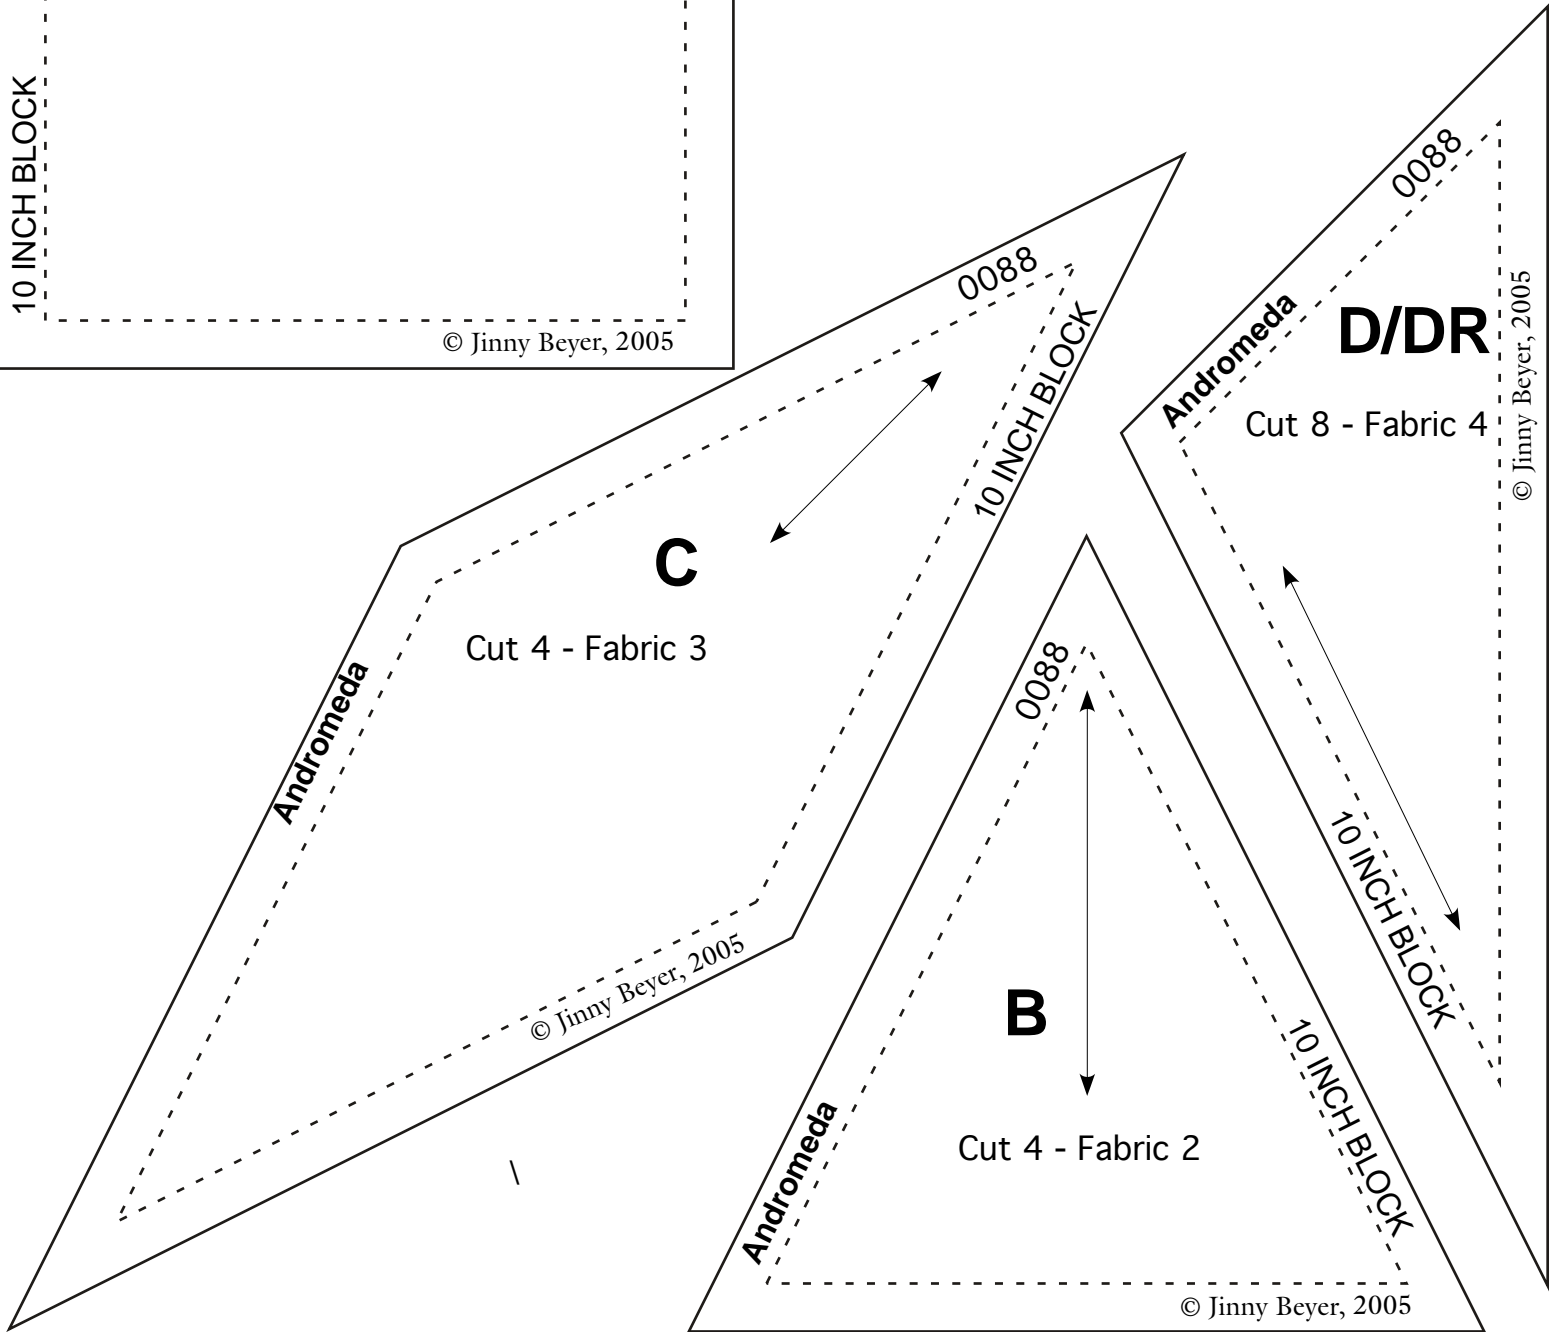 10 INCH BLOCK
© Jinny Beyer, 2005
0088
10 INCH BLOCK
C
Cut 4 - Fabric 3
Andromeda
© Jinny Beyer, 2005
0088
Andromeda
D/DR
Cut 8 - Fabric 4
© Jinny Beyer, 2005
10 INCH BLOCK
0088
B
Cut 4 - Fabric 2
Andromeda
10 INCH BLOCK
© Jinny Beyer, 2005